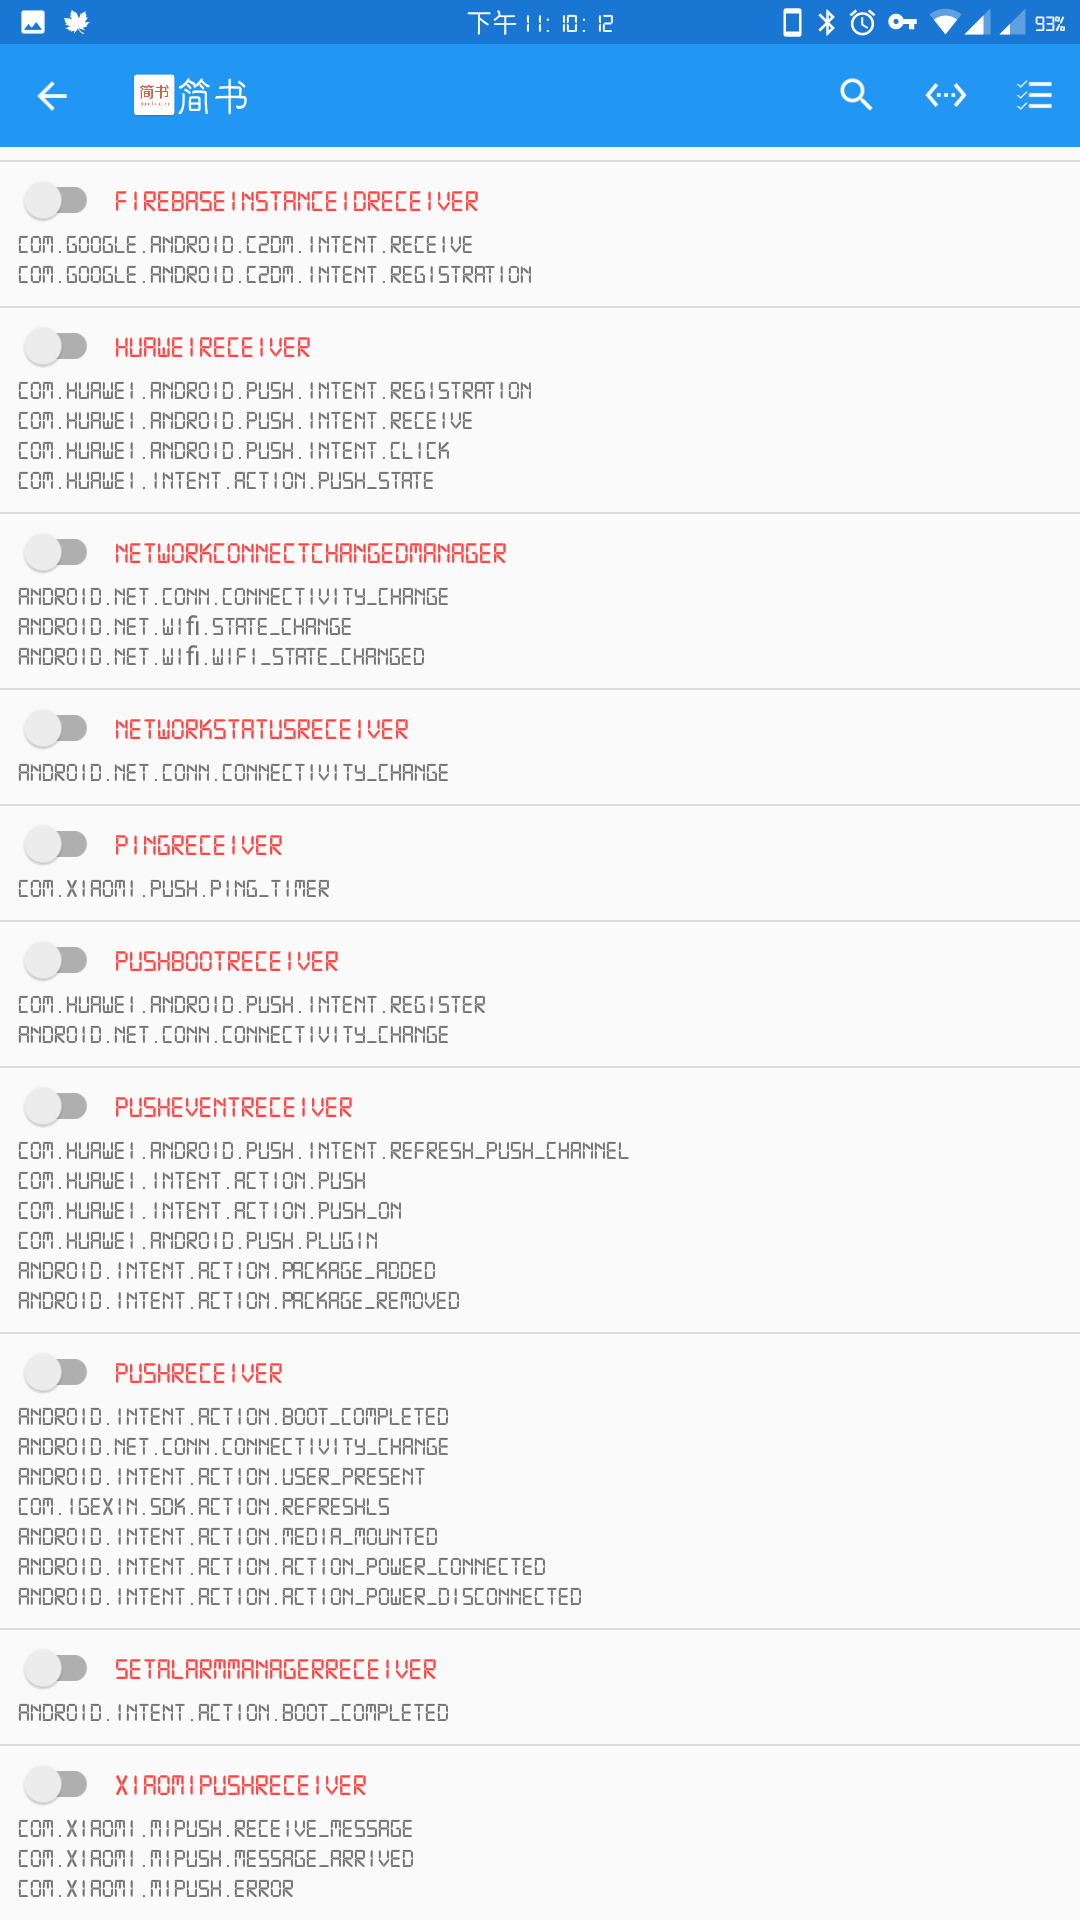 下午11:10:12 93%
简书 简书
FIREBASEINSTANCEIDRECEIVER
COM.GOOGLE.ANDROID.C2DM.INTENT.RECEIVE
COM.GOOGLE.ANDROID.C2DM.INTENT.REGISTRATION
HUAWEIRECEIVER
COM.HUAWEI.ANDROID.PUSH.INTENT.REGISTRATION
COM.HUAWEI.ANDROID.PUSH.INTENT.RECEIVE
COM.HUAWEI.ANDROID.PUSH.INTENT.CLICK
COM.HUAWEI.INTENT.ACTION.PUSH_STATE
NETWORKCONNECTCHANGEDMANAGER
ANDROID.NET.CONN.CONNECTIVITY_CHANGE
ANDROID.NET.WIfi.STATE_CHANGE
ANDROID.NET.WIfi.WIFI_STATE_CHANGED
NETWORKSTATUSRECEIVER
ANDROID.NET.CONN.CONNECTIVITY_CHANGE
PINGRECEIVER
COM.XIAOMI.PUSH.PING_TIMER
PUSHBOOTRECEIVER
COM.HUAWEI.ANDROID.PUSH.INTENT.REGISTER
ANDROID.NET.CONN.CONNECTIVITY_CHANGE
PUSHEVENTRECEIVER
COM.HUAWEI.ANDROID.PUSH.INTENT.REFRESH_PUSH_CHANNEL
COM.HUAWEI.INTENT.ACTION.PUSH
COM.HUAWEI.INTENT.ACTION.PUSH_ON
COM.HUAWEI.ANDROID.PUSH.PLUGIN
ANDROID.INTENT.ACTION.PACKAGE_ADDED
ANDROID.INTENT.ACTION.PACKAGE_REMOVED
PUSHRECEIVER
ANDROID.INTENT.ACTION.BOOT_COMPLETED
ANDROID.NET.CONN.CONNECTIVITY_CHANGE
ANDROID.INTENT.ACTION.USER_PRESENT
COM.IGEXIN.SDK.ACTION.REFRESHLS
ANDROID.INTENT.ACTION.MEDIA_MOUNTED
ANDROID.INTENT.ACTION.ACTION_POWER_CONNECTED
ANDROID.INTENT.ACTION.ACTION_POWER_DISCONNECTED
SETALARMMANAGERRECEIVER
ANDROID.INTENT.ACTION.BOOT_COMPLETED
XIAOMIPUSHRECEIVER
COM.XIAOMI.MIPUSH.RECEIVE_MESSAGE
COM.XIAOMI.MIPUSH.MESSAGE_ARRIVED
COM.XIAOMI.MIPUSH.ERROR